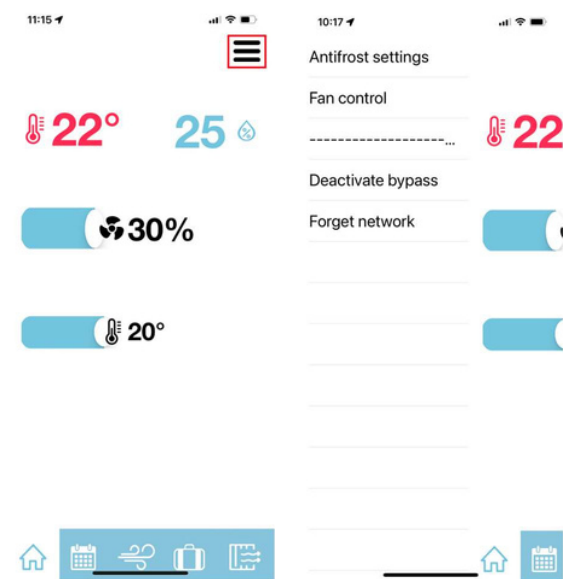 11:15
22°
25 %
30%
20°
10:17
Antifrost settings
Fan control
-------------------...
Deactivate bypass
Forget network
22